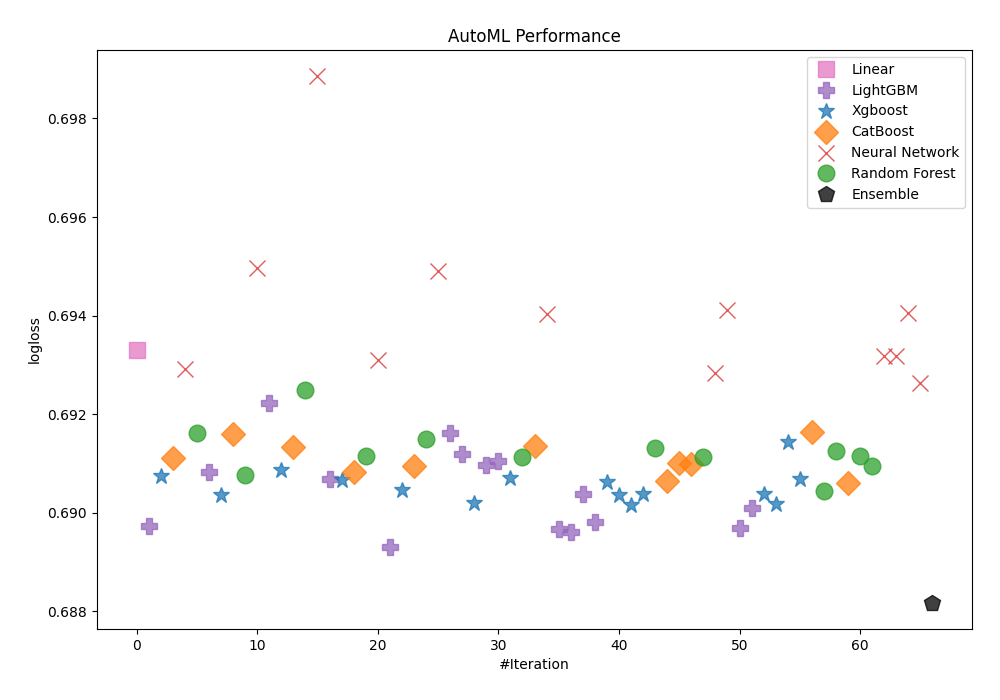 AutoML Performance
Linear
LightGBM
Xgboost
CatBoost
Neural Network
Random Forest
Ensemble
logloss
0.698
0.696
0.694
0.692
0.690
0.688
0
10
20
30
40
50
60
#Iteration